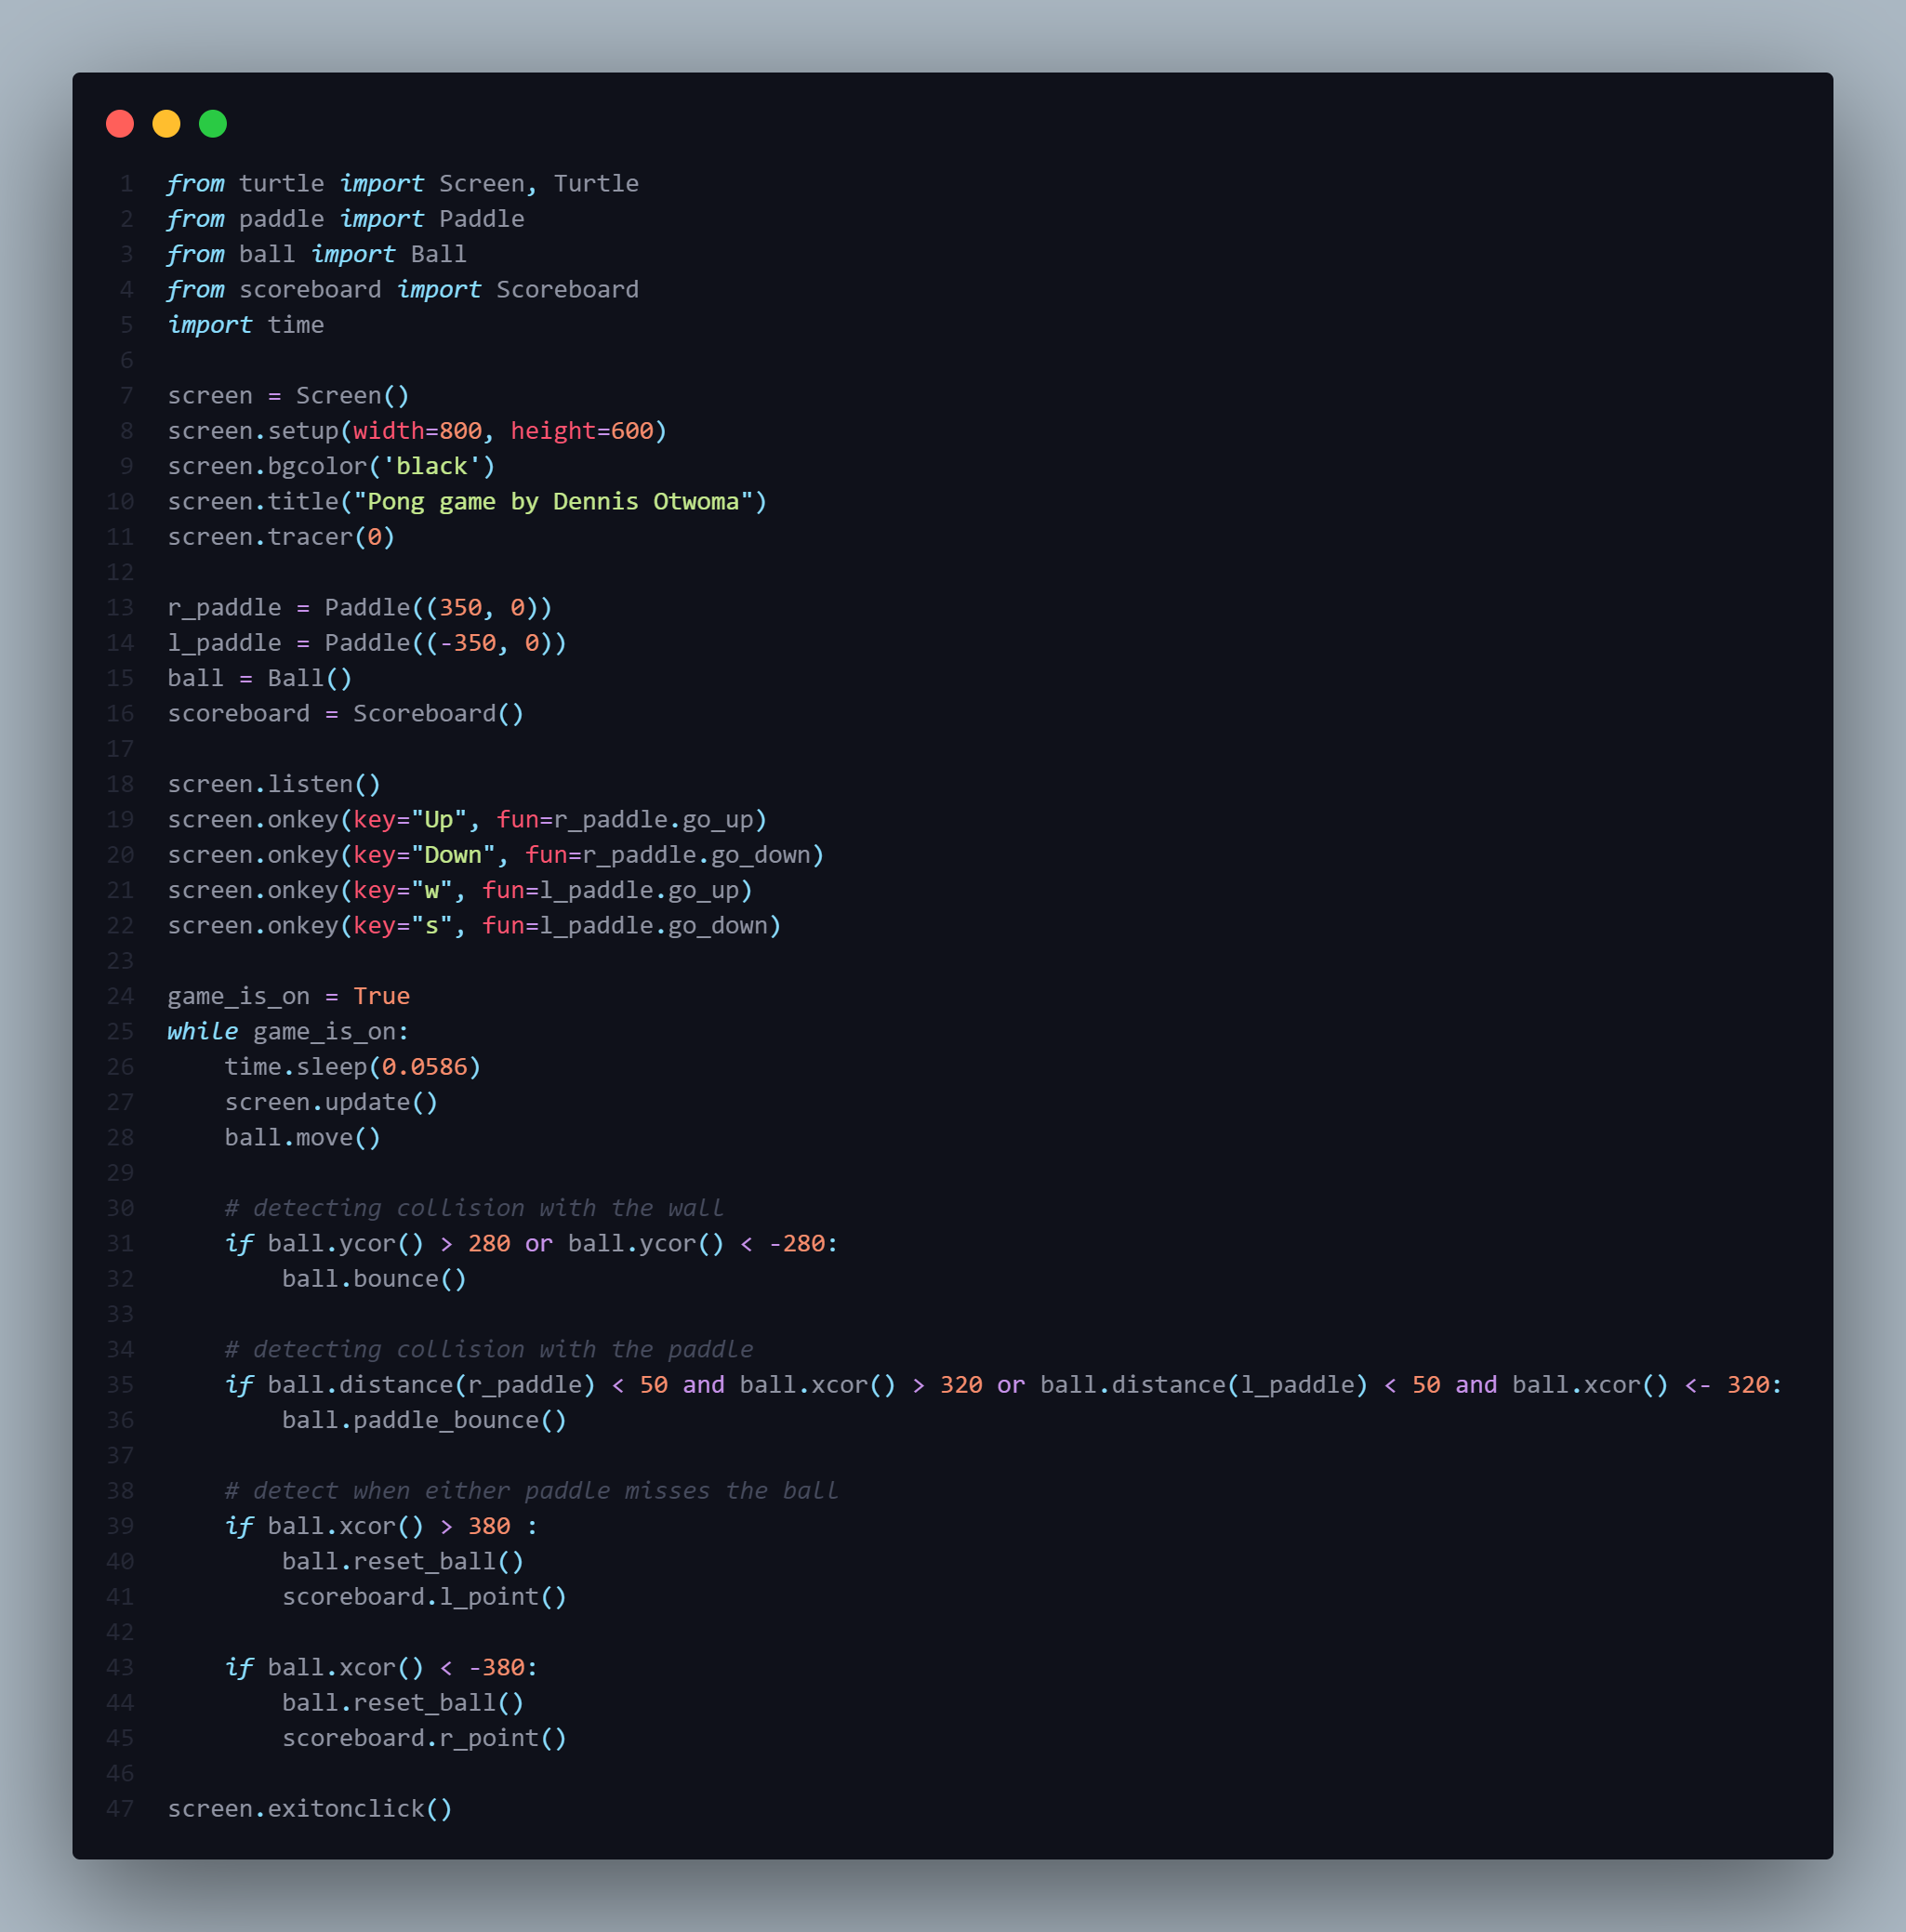 1 from turtle import Screen, Turtle
2 from paddle import Paddle
3 from ball import Ball
4 from scoreboard import Scoreboard
5 import time
6
7 screen = Screen()
8 screen.setup(width=800, height=600)
9 screen.bgcolor('black')
10 screen.title("Pong game by Dennis Otwoma")
11 screen.tracer(0)
12
13 r_paddle = Paddle((350, 0))
14 l_paddle = Paddle((-350, 0))
15 ball = Ball()
16 scoreboard = Scoreboard()
17
18 screen.listen()
19 screen.onkey(key="Up", fun=r_paddle.go_up)
20 screen.onkey(key="Down", fun=r_paddle.go_down)
21 screen.onkey(key="w", fun=l_paddle.go_up)
22 screen.onkey(key="s", fun=l_paddle.go_down)
23
24 game_is_on = True
25 while game_is_on:
26     time.sleep(0.0586)
27     screen.update()
28     ball.move()
29
30     # detecting collision with the wall
31     if ball.ycor() > 280 or ball.ycor() < -280:
32         ball.bounce()
33
34     # detecting collision with the paddle
35     if ball.distance(r_paddle) < 50 and ball.xcor() > 320 or ball.distance(l_paddle) < 50 and ball.xcor() <- 320:
36         ball.paddle_bounce()
37
38     # detect when either paddle misses the ball
39     if ball.xcor() > 380 :
40         ball.reset_ball()
41         scoreboard.l_point()
42
43     if ball.xcor() < -380:
44         ball.reset_ball()
45         scoreboard.r_point()
46
47 screen.exitonclick()